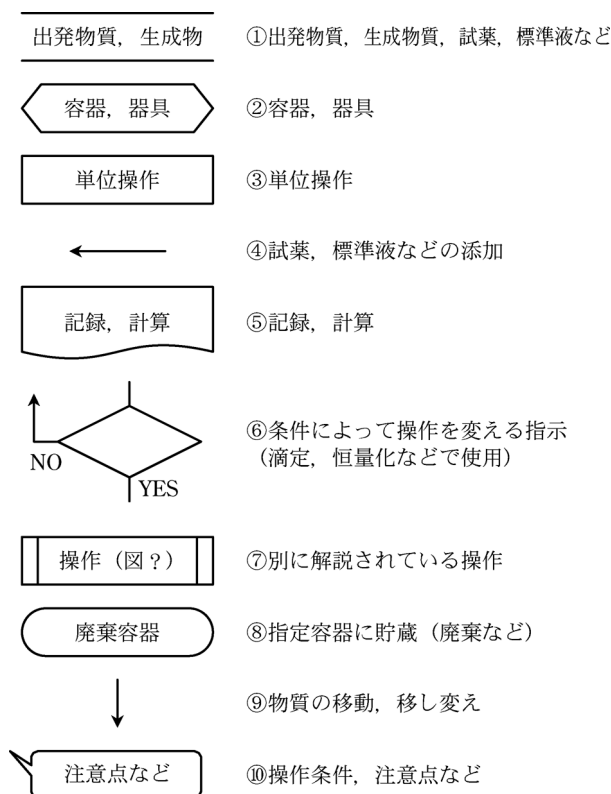 出発物質，生成物 ①出発物質，生成物質，試薬，標準液など
容器，器具 ②容器，器具
単位操作 ③単位操作
④試薬，標準液などの添加
記録，計算 ⑤記録，計算
⑥条件によって操作を変える指示
（滴定，恒量化などで使用）
NO
YES
操作（図？） ⑦別に解説されている操作
廃棄容器 ⑧指定容器に貯蔵（廃棄など）
⑨物質の移動，移し変え
注意点など ⑩操作条件，注意点など